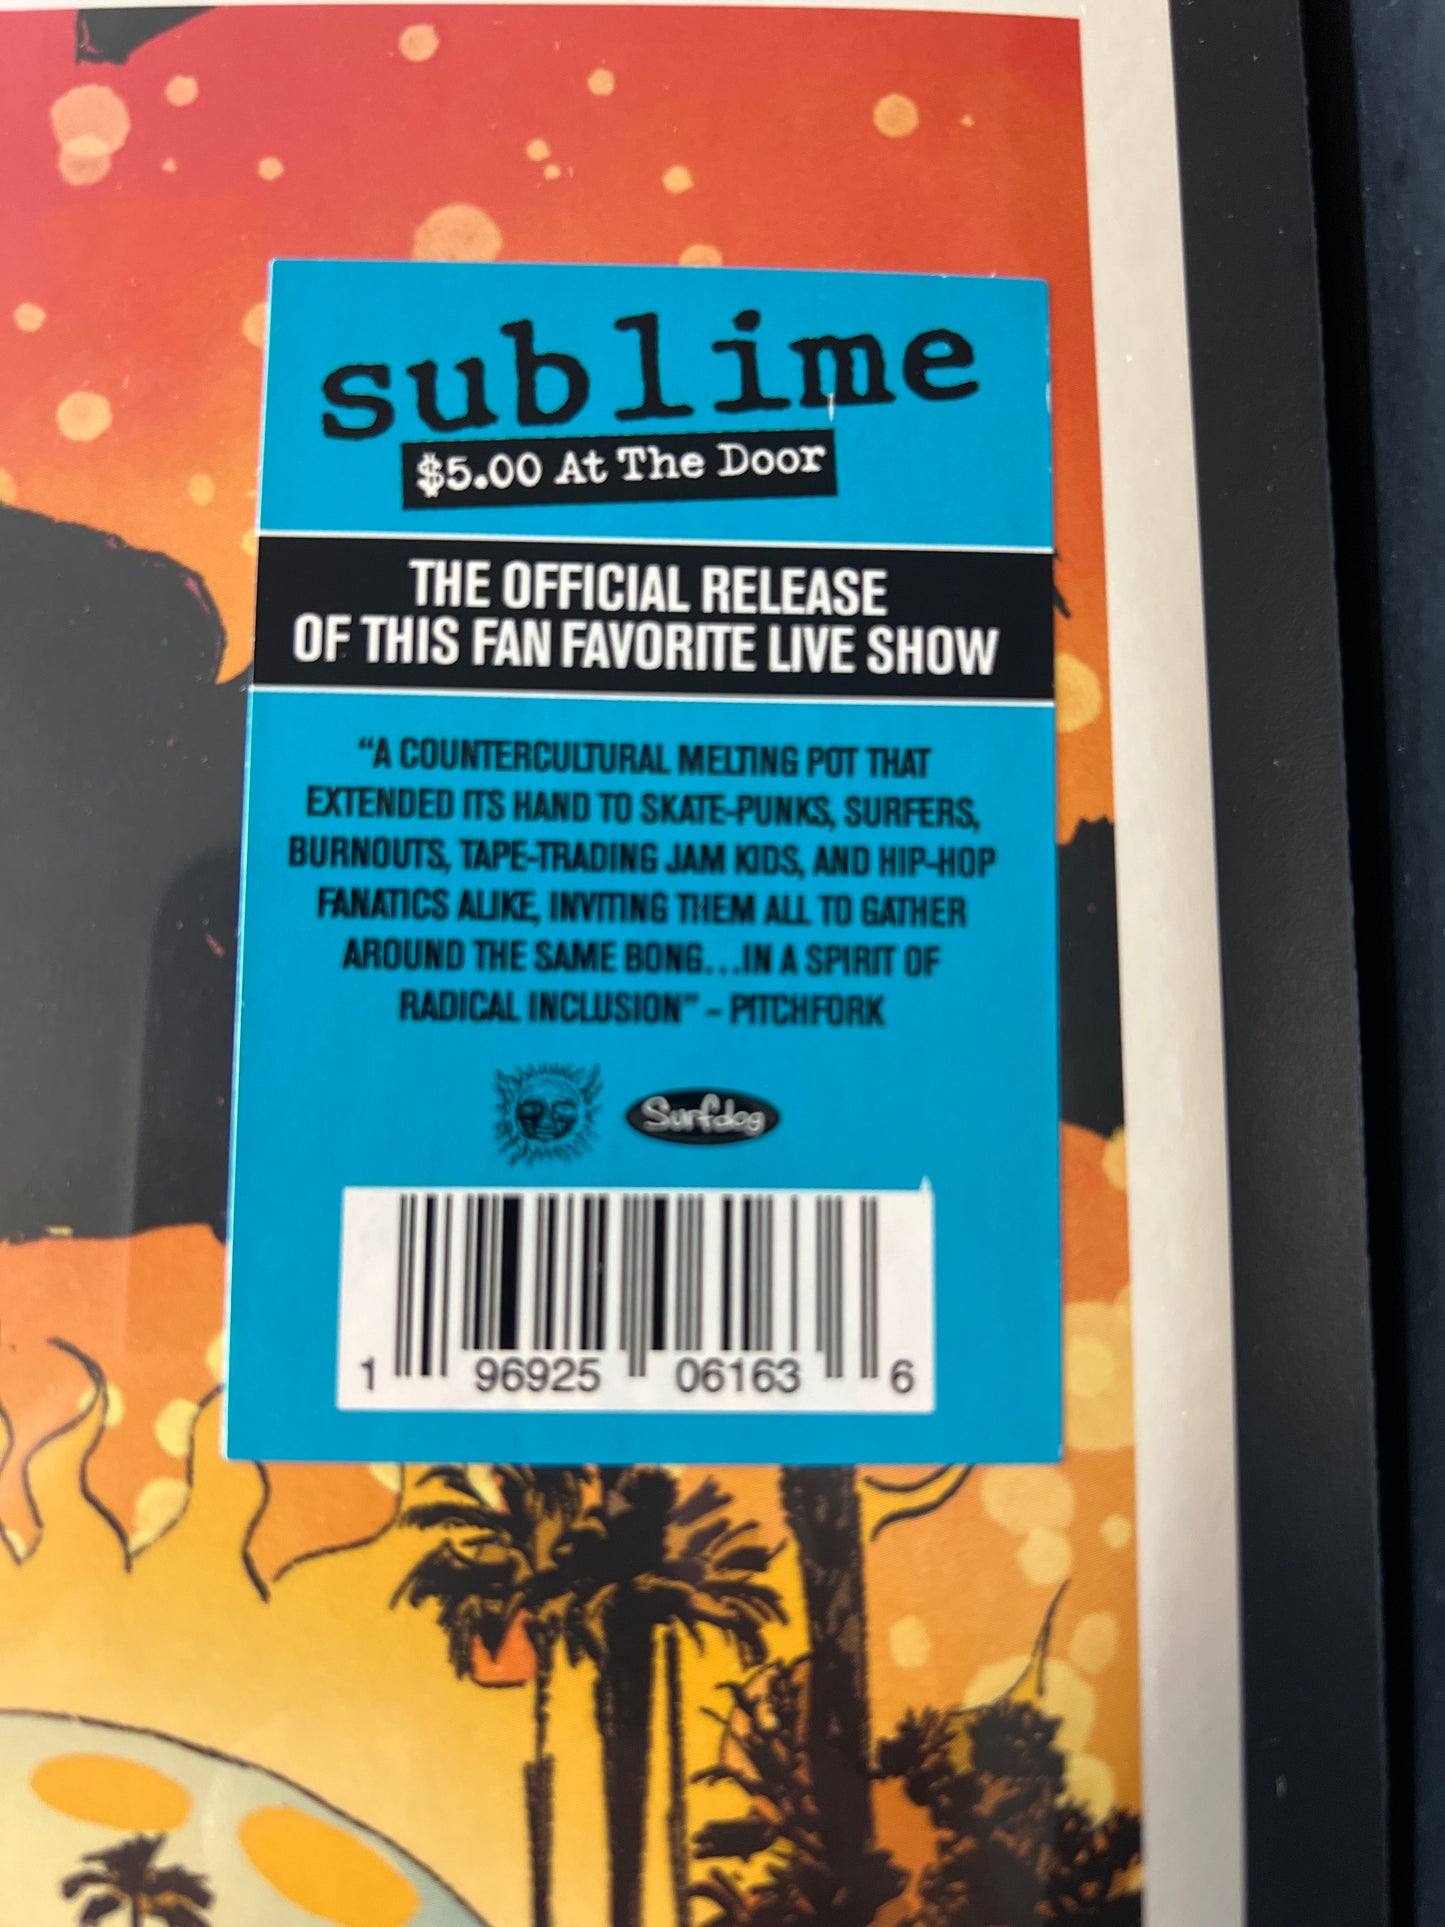 sublime
$5.00 At The Door
THE OFFICIAL RELEASE
OF THIS FAN FAVORITE LIVE SHOW
“A COUNTERCULTURAL MELTING POT THAT
EXTENDED ITS HAND TO SKATE-PUNKS, SURFERS,
BURNOUTS, TAPE-TRADING JAM KIDS, AND HIP-HOP
FANATICS ALIKE, INVITING THEM ALL TO GATHER
AROUND THE SAME BONG...IN A SPIRIT OF
RADICAL INCLUSION” – PITCHFORK
Surfdog
1 96925 06163 6